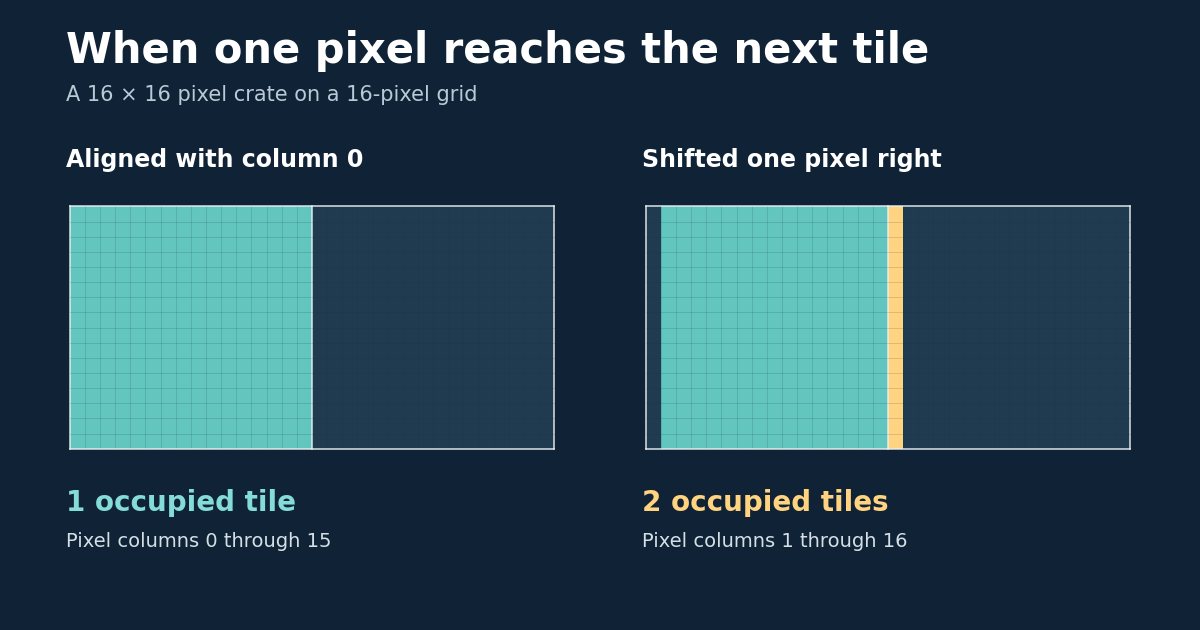 When one pixel reaches the next tile
A 16 × 16 pixel crate on a 16-pixel grid
Aligned with column 0
Shifted one pixel right
1 occupied tile
2 occupied tiles
Pixel columns 0 through 15
Pixel columns 1 through 16